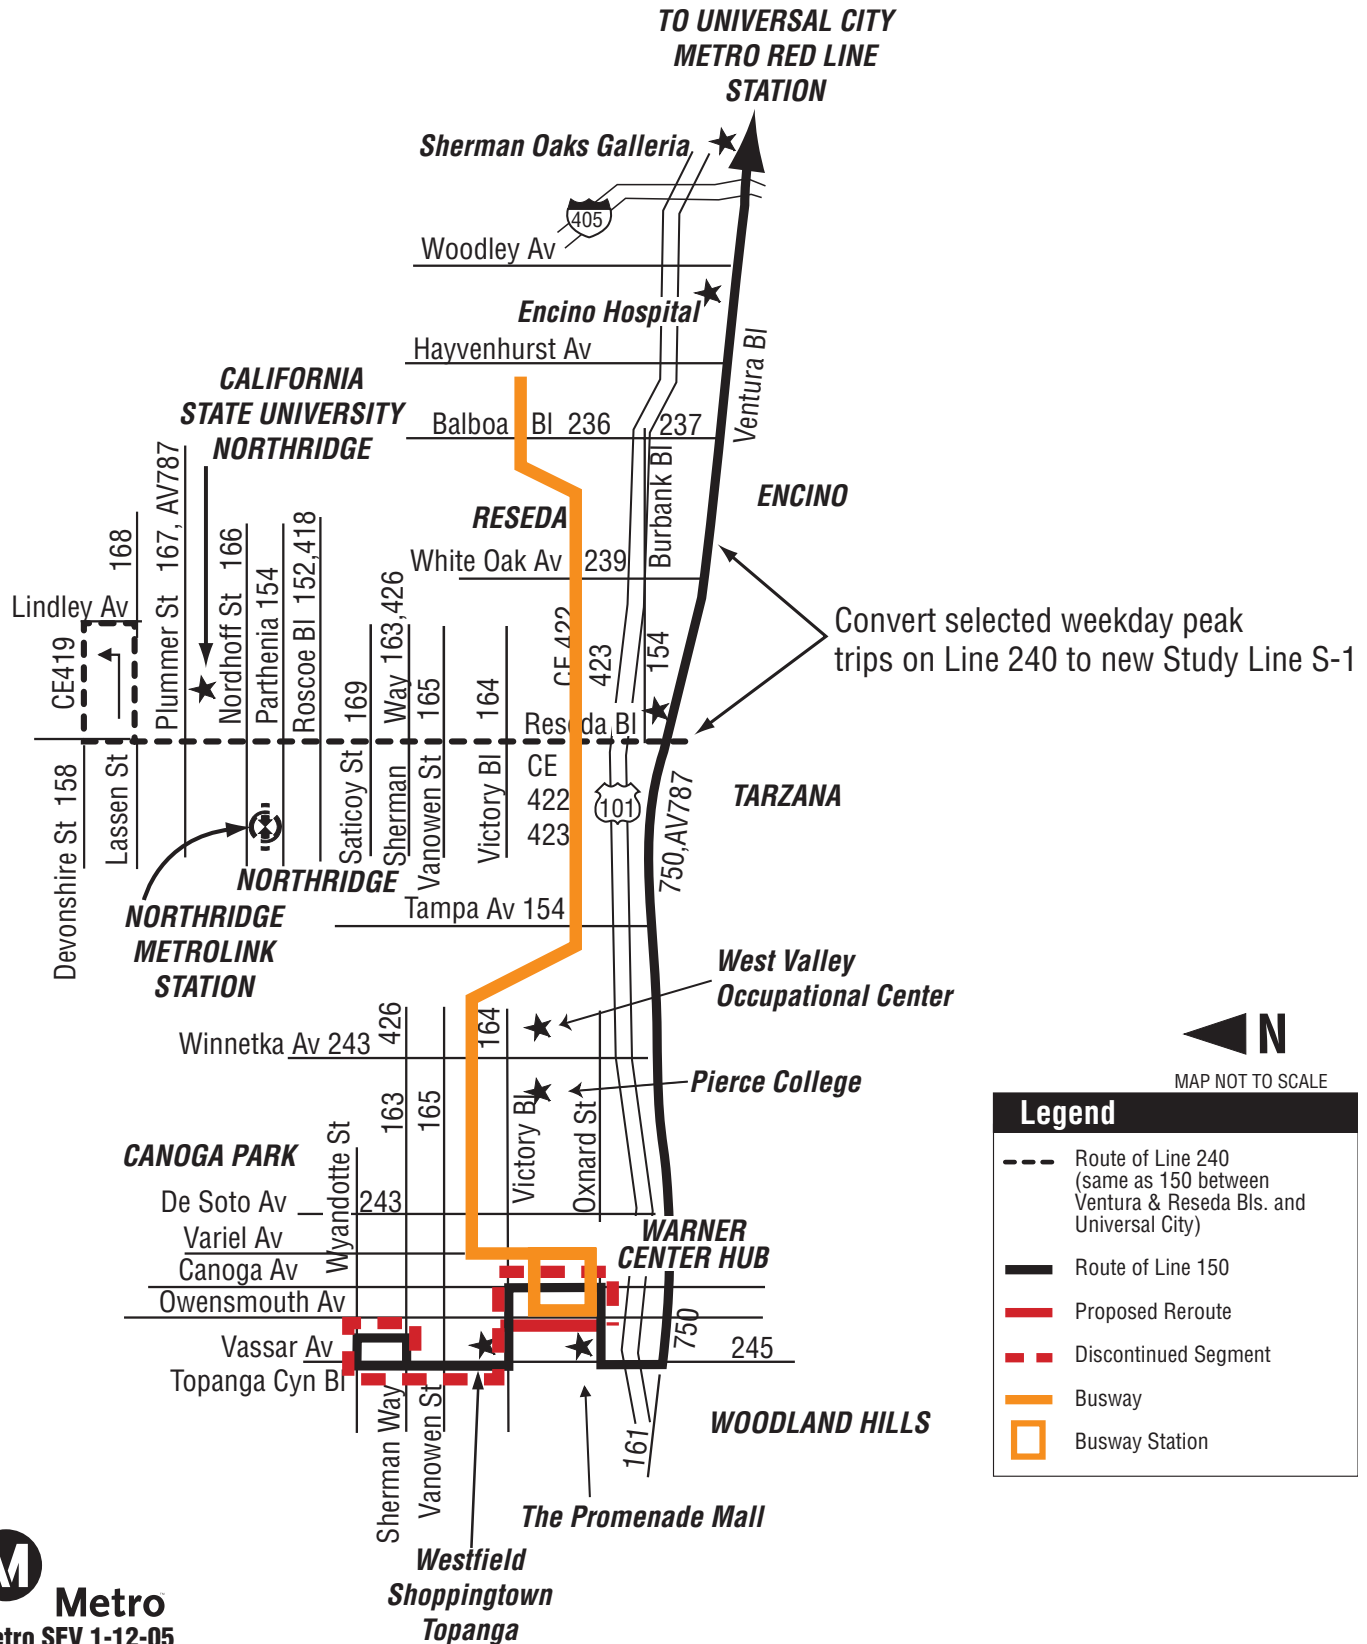 TO UNIVERSAL CITY
METRO RED LINE
STATION
Sherman Oaks Galleria
405
Woodley Av
Encino Hospital
Hayvenhurst Av
Ventura Bl
CALIFORNIA
STATE UNIVERSITY
NORTHRIDGE
Balboa Bl 236 237
Burbank Bl
ENCINO
RESEDA
White Oak Av 239
168
Plummer St 167, AV787
Nordhoff St 166
Parthenia 154
Roscoe Bl 152,418
Lindley Av
CE419
169
Sherman Way 163,426
165
164
CE 422
423
154
Convert selected weekday peak
trips on Line 240 to new Study Line S-1
Reseda Bl
Devonshire St 158
Lassen St
Saticoy St
Vanowen St
Victory Bl
CE
422
423
101
750,AV787
TARZANA
NORTHRIDGE
NORTHRIDGE
METROLINK
STATION
Tampa Av 154
West Valley
Occupational Center
Winnetka Av 243
426
164
163
165
Pierce College
Victory Bl
Oxnard St
Wyandotte St
CANOGA PARK
De Soto Av 243
Variel Av
WARNER
CENTER HUB
Canoga Av
Owensmouth Av
Vassar Av
750
245
Topanga Cyn Bl
Sherman Way
Vanowen St
161
WOODLAND HILLS
The Promenade Mall
Westfield
Shoppingtown
Topanga
N
MAP NOT TO SCALE
Legend
Route of Line 240
(same as 150 between
Ventura & Reseda Bls. and
Universal City)
Route of Line 150
Proposed Reroute
Discontinued Segment
Busway
Busway Station
M
Metro
etro SFV 1-12-05